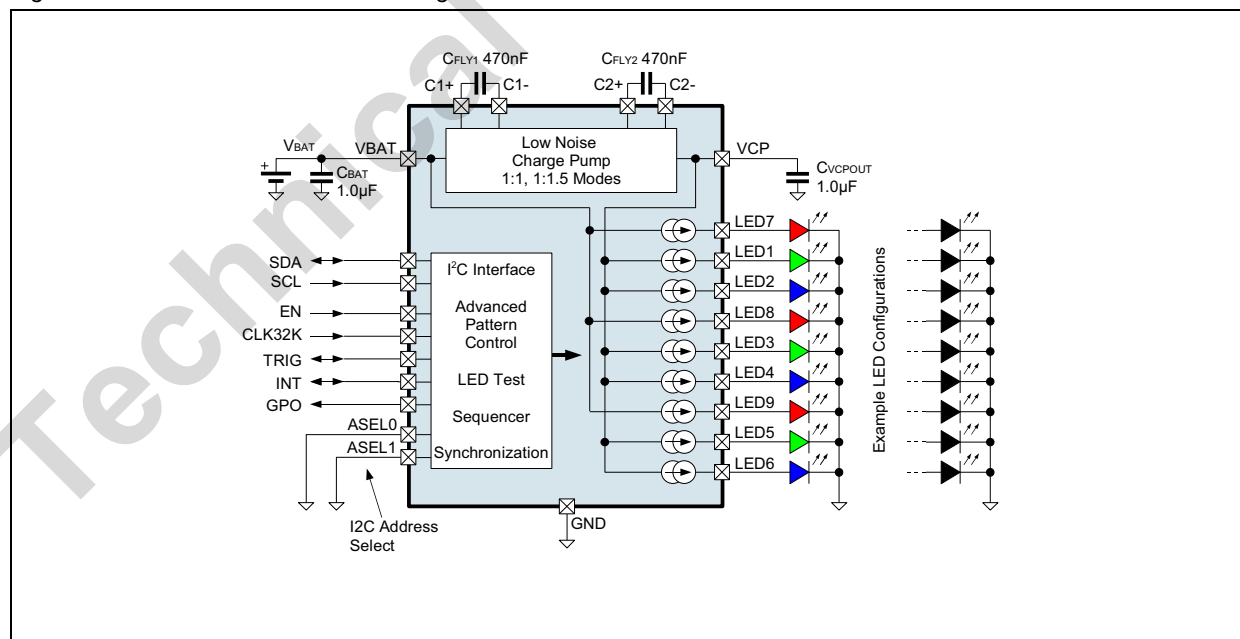 CFLY1 470nF
CFLY2 470nF
C1+
C1-
C2+
C2-
Low Noise
Charge Pump
1:1, 1:1.5 Modes
VBAT
VBAT
+
CBAT
1.0µF
VCP
CVCPOUT
1.0µF
SDA
SCL
EN
CLK32K
TRIG
INT
GPO
ASEL0
ASEL1
I²C Interface
Advanced
Pattern
Control
LED Test
Sequencer
Synchronization
LED7
LED1
LED2
LED8
LED3
LED4
LED9
LED5
LED6
Example LED Configurations
GND
I2C Address
Select
Technical